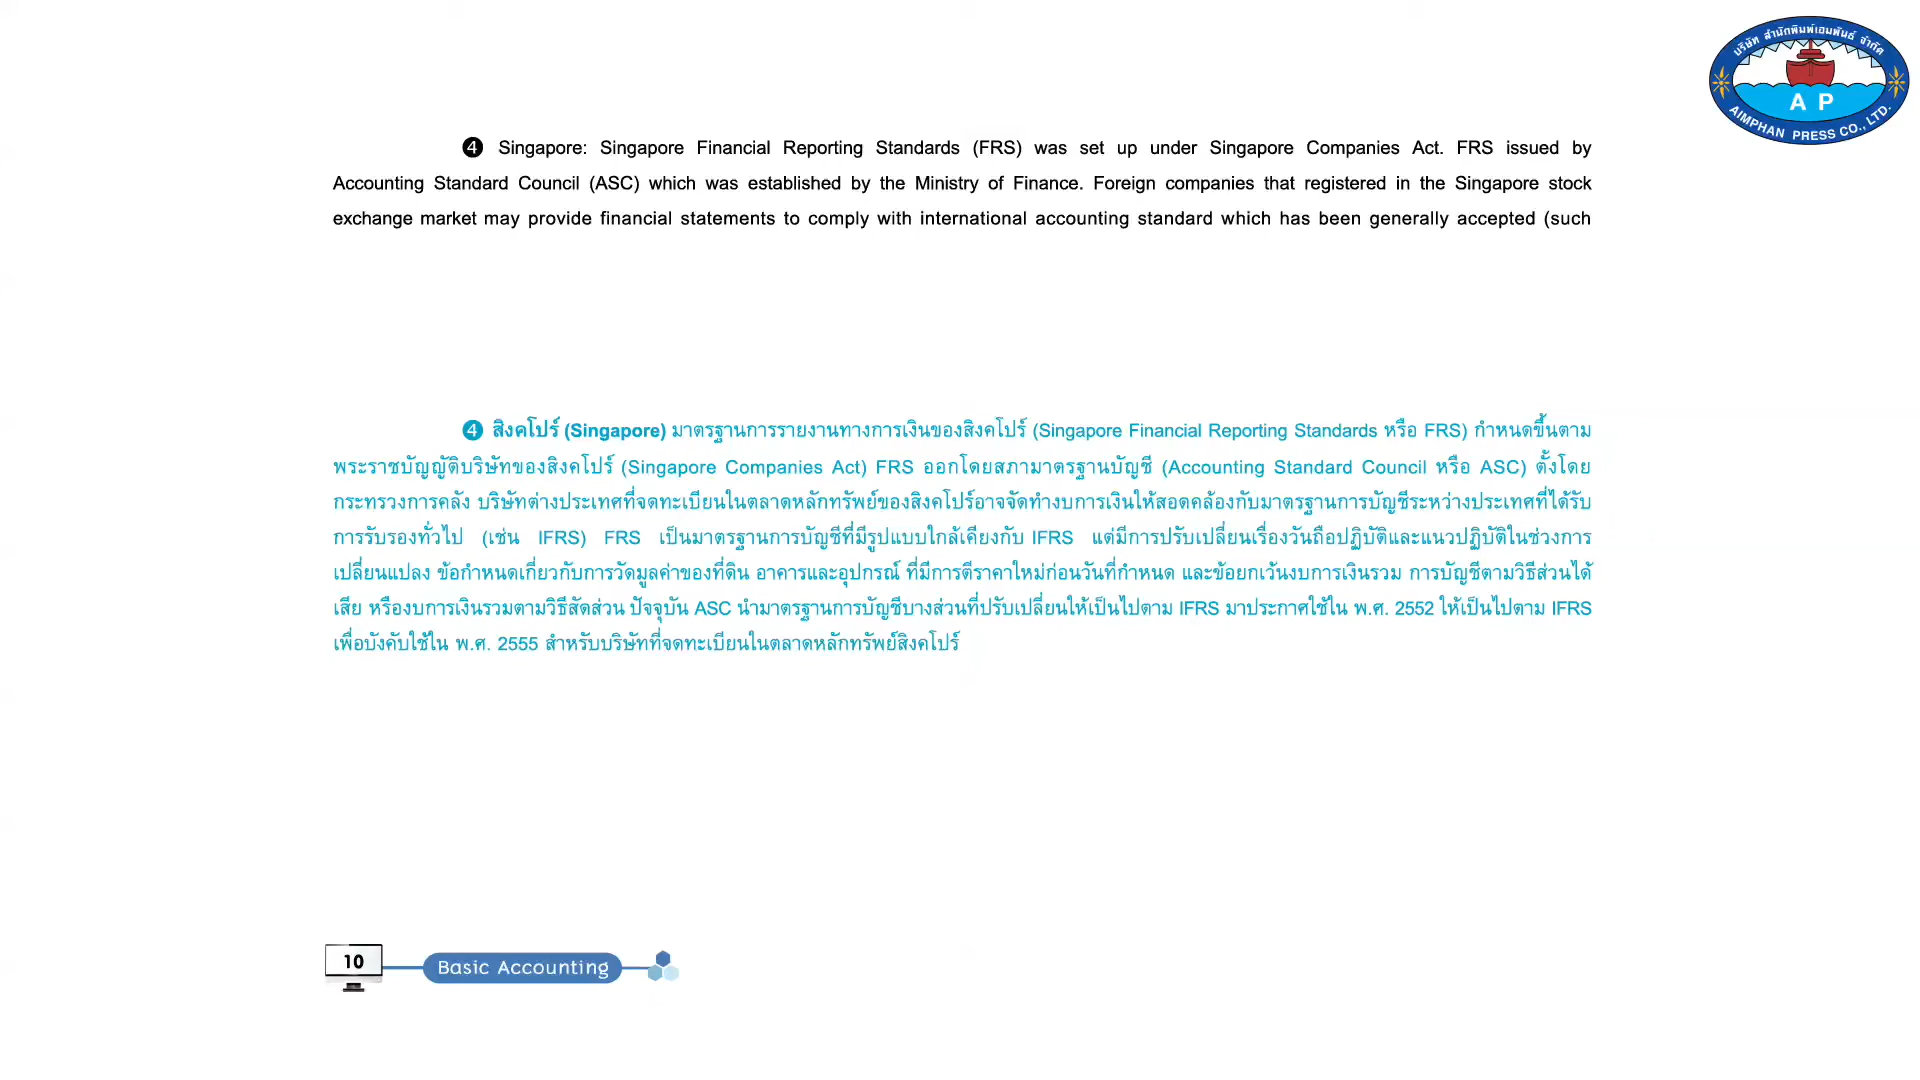 บริษัท สำนักพิมพ์เอมพันธ์ จำกัด
A P
AIMPHAN PRESS CO., LTD.
❹ Singapore: Singapore Financial Reporting Standards (FRS) was set up under Singapore Companies Act. FRS issued by
Accounting Standard Council (ASC) which was established by the Ministry of Finance. Foreign companies that registered in the Singapore stock
exchange market may provide financial statements to comply with international accounting standard which has been generally accepted (such
❹ สิงคโปร์ (Singapore) มาตรฐานการรายงานทางการเงินของสิงคโปร์ (Singapore Financial Reporting Standards หรือ FRS) กำหนดขึ้นตาม
พระราชบัญญัติบริษัทของสิงคโปร์ (Singapore Companies Act) FRS ออกโดยสภามาตรฐานบัญชี (Accounting Standard Council หรือ ASC) ตั้งโดย
กระทรวงการคลัง บริษัทต่างประเทศที่จดทะเบียนในตลาดหลักทรัพย์ของสิงคโปร์อาจจัดทำงบการเงินให้สอดคล้องกับมาตรฐานการบัญชีระหว่างประเทศที่ได้รับ
การรับรองทั่วไป (เช่น IFRS) FRS เป็นมาตรฐานการบัญชีที่มีรูปแบบใกล้เคียงกับ IFRS แต่มีการปรับเปลี่ยนเรื่องวันถือปฏิบัติและแนวปฏิบัติในช่วงการ
เปลี่ยนแปลง ข้อกำหนดเกี่ยวกับการวัดมูลค่าของที่ดิน อาคารและอุปกรณ์ ที่มีการตีราคาใหม่ก่อนวันที่กำหนด และข้อยกเว้นงบการเงินรวม การบัญชีตามวิธีส่วนได้
เสีย หรืองบการเงินรวมตามวิธีสัดส่วน ปัจจุบัน ASC นำมาตรฐานการบัญชีบางส่วนที่ปรับเปลี่ยนให้เป็นไปตาม IFRS มาประกาศใช้ใน พ.ศ. 2552 ให้เป็นไปตาม IFRS
เพื่อบังคับใช้ใน พ.ศ. 2555 สำหรับบริษัทที่จดทะเบียนในตลาดหลักทรัพย์สิงคโปร์
10 Basic Accounting